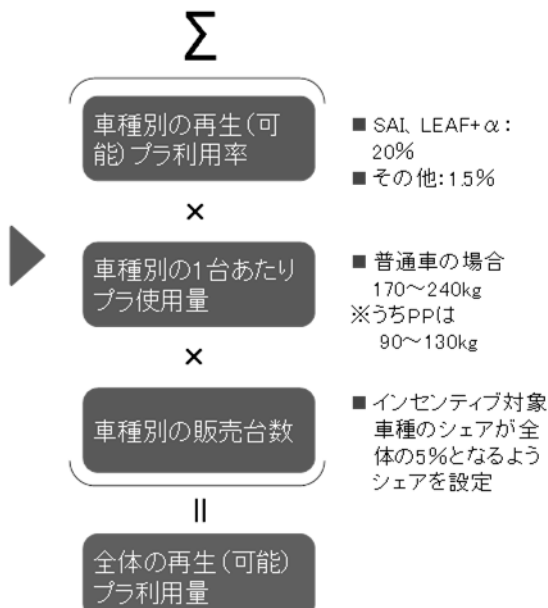 Σ
車種別の再生(可
能)プラ利用率
■ SAI、LEAF+α:
20%
■ その他:1.5%
×
車種別の1台あたり
プラ使用量
■ 普通車の場合
170～240kg
※うちPPは
90～130kg
×
車種別の販売台数
■ インセンティブ対象
車種のシェアが全
体の5%となるよう
シェアを設定
=
全体の再生(可能)
プラ利用量